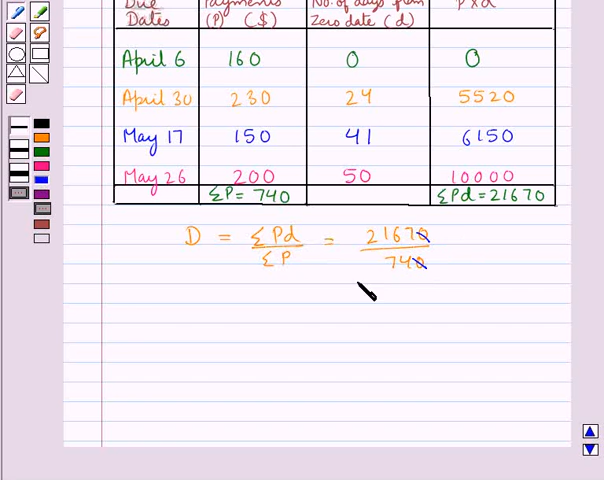 Due Payments No. of days from P x d
Dates (P) ($) Zero date (d)
April 6 160 0 0
April 30 230 24 5520
May 17 150 41 6150
May 26 200 50 10000
ΣP = 740 ΣPd = 21670
D = ΣPd / ΣP = 21670 / 740